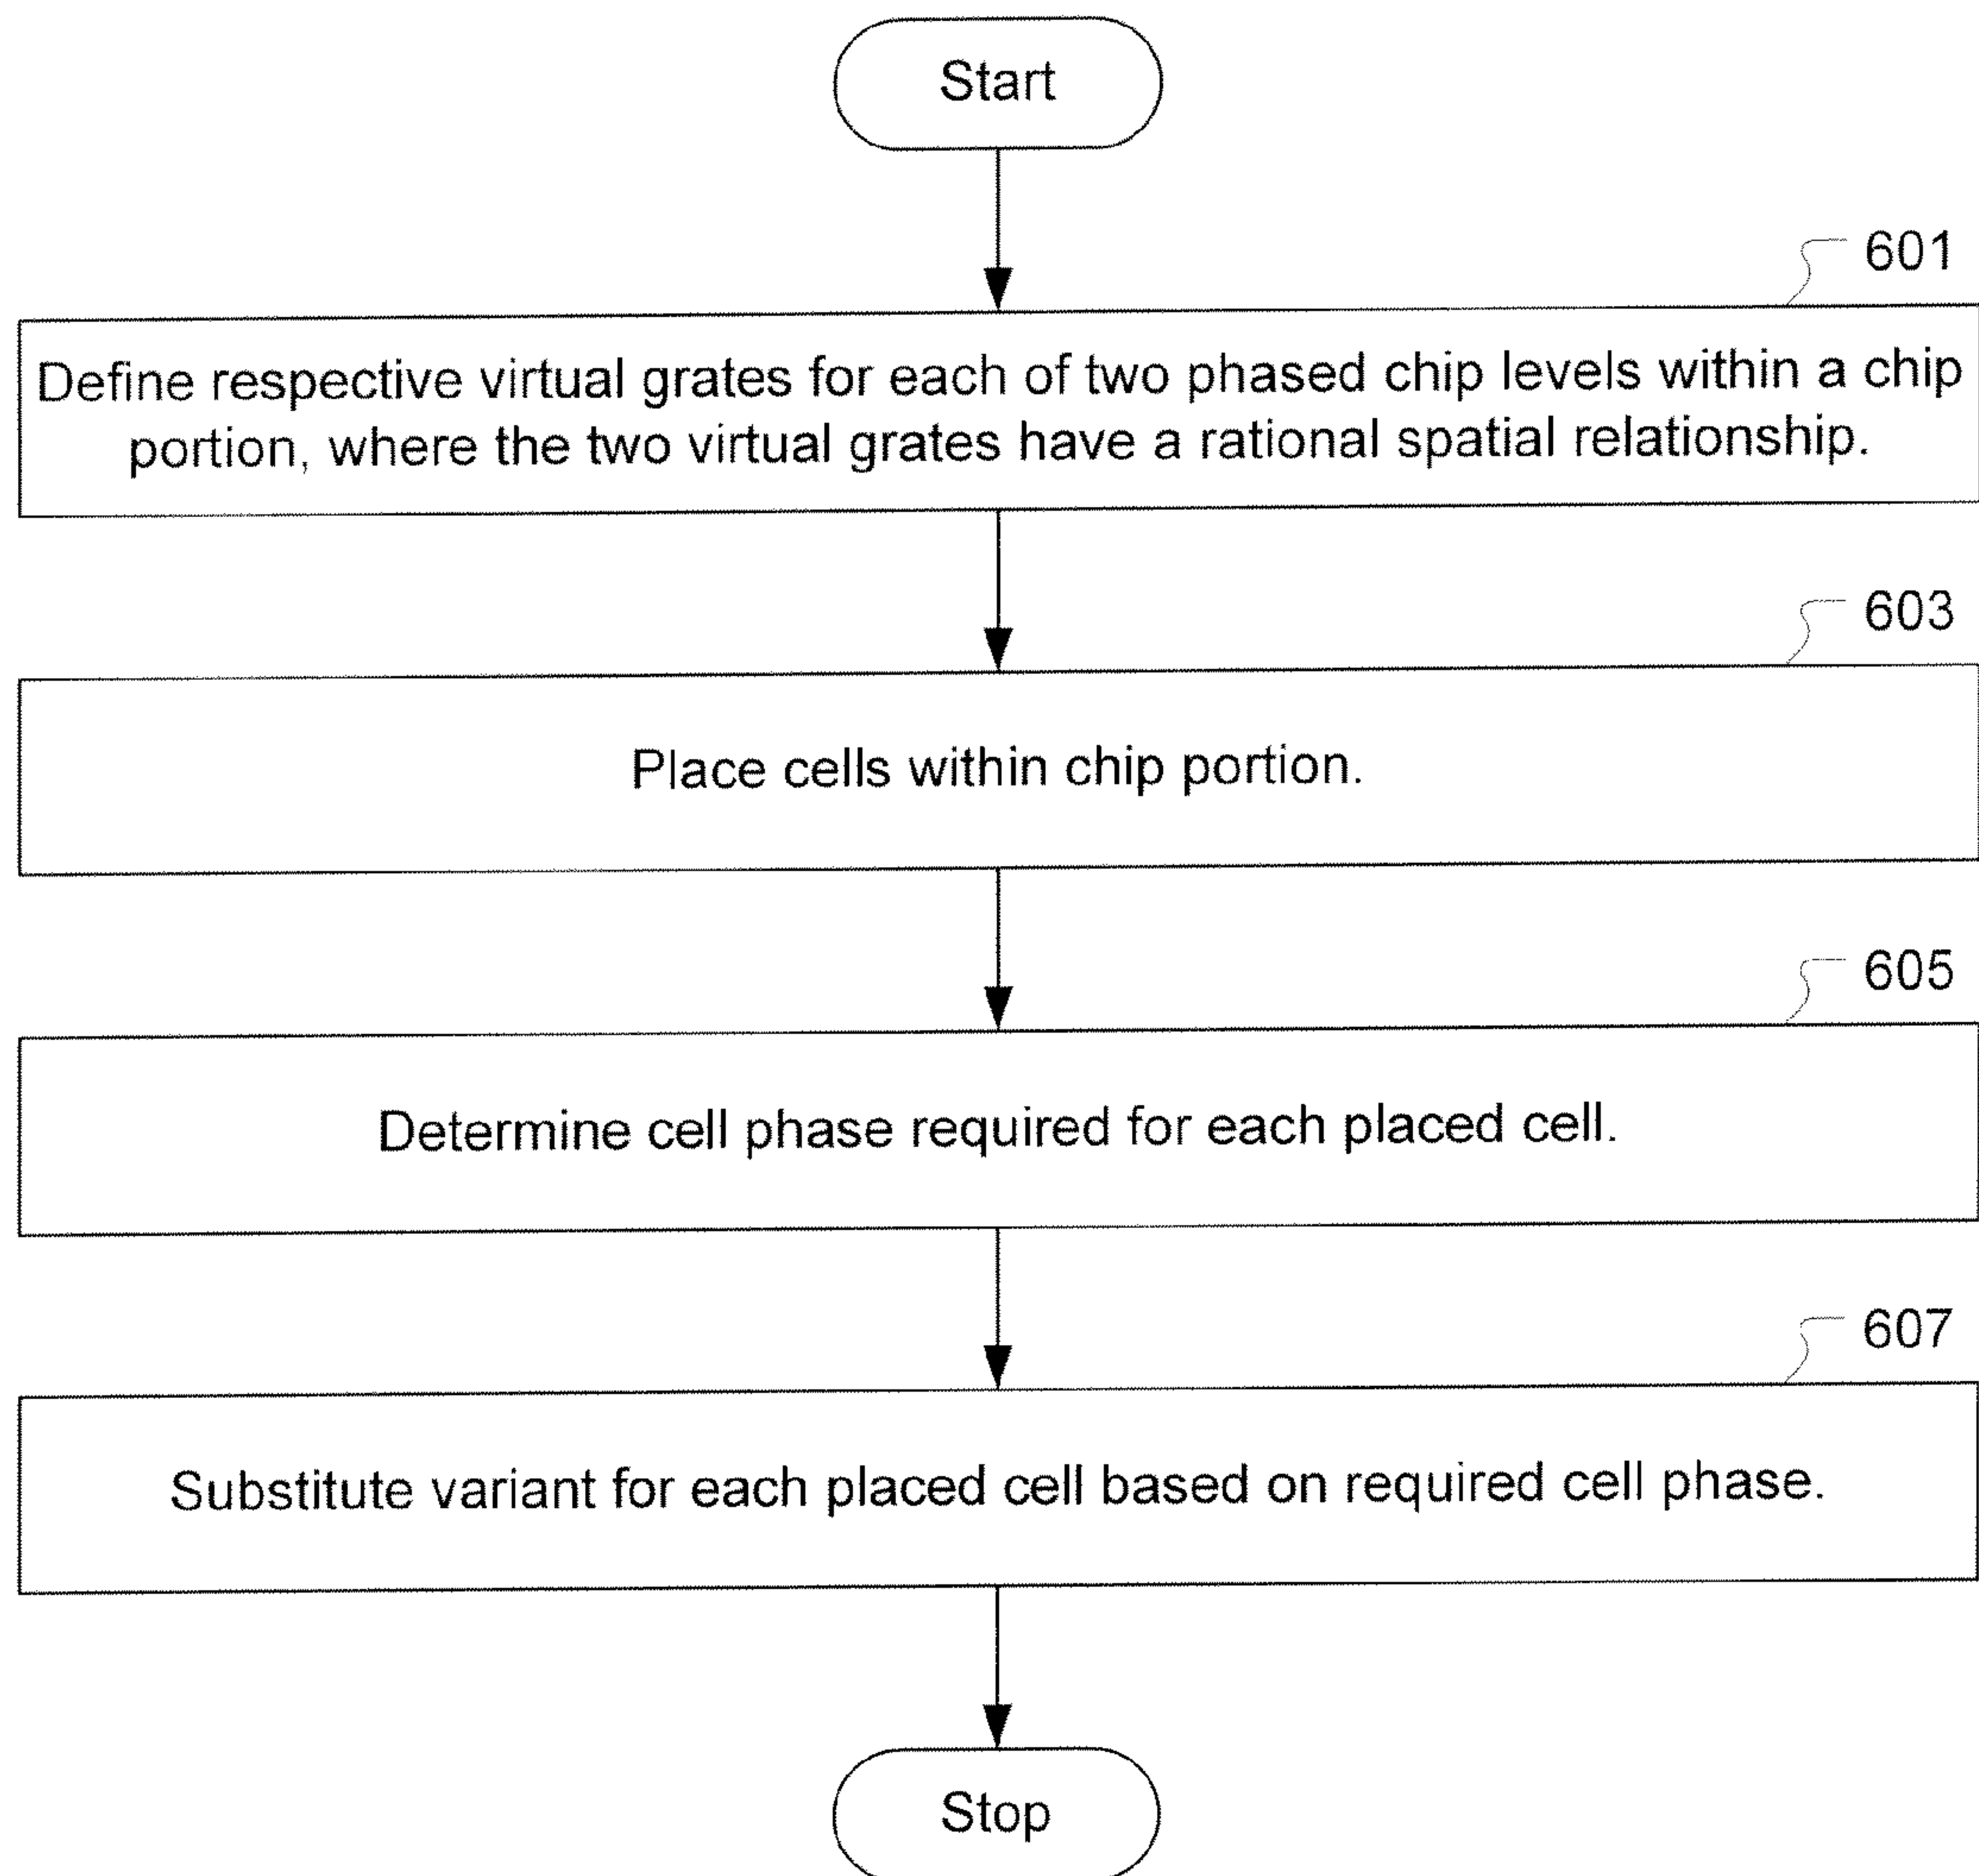 Start
601
Define respective virtual grates for each of two phased chip levels within a chip
portion, where the two virtual grates have a rational spatial relationship.
603
Place cells within chip portion.
605
Determine cell phase required for each placed cell.
607
Substitute variant for each placed cell based on required cell phase.
Stop